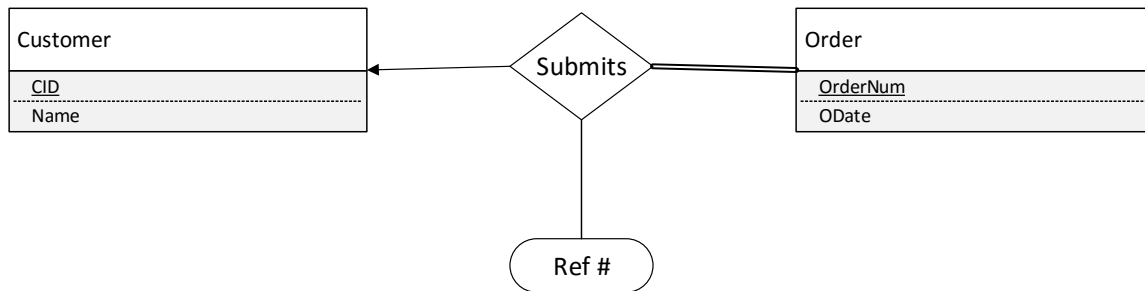 Customer
CID
Name
Submits
Order
OrderNum
ODate
Ref #